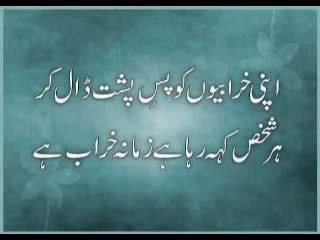 اپنی خرابیوں کو پسِ پشت ڈال کر
ہر شخص کہہ رہا ہے زمانہ خراب ہے